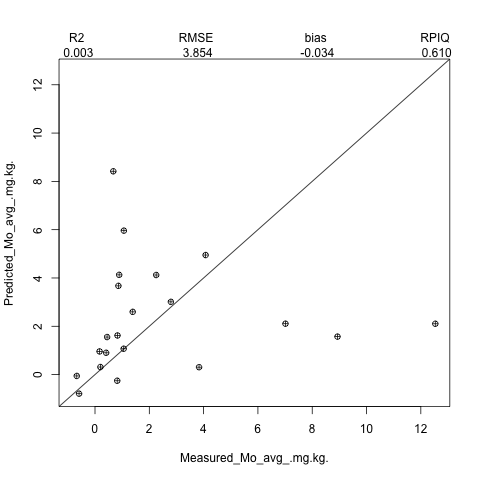 R2 RMSE bias RPIQ
0.003 3.854 -0.034 0.610
12
10
8
6
4
2
0
Predicted_Mo_avg_.mg.kg.
0 2 4 6 8 10 12
Measured_Mo_avg_.mg.kg.